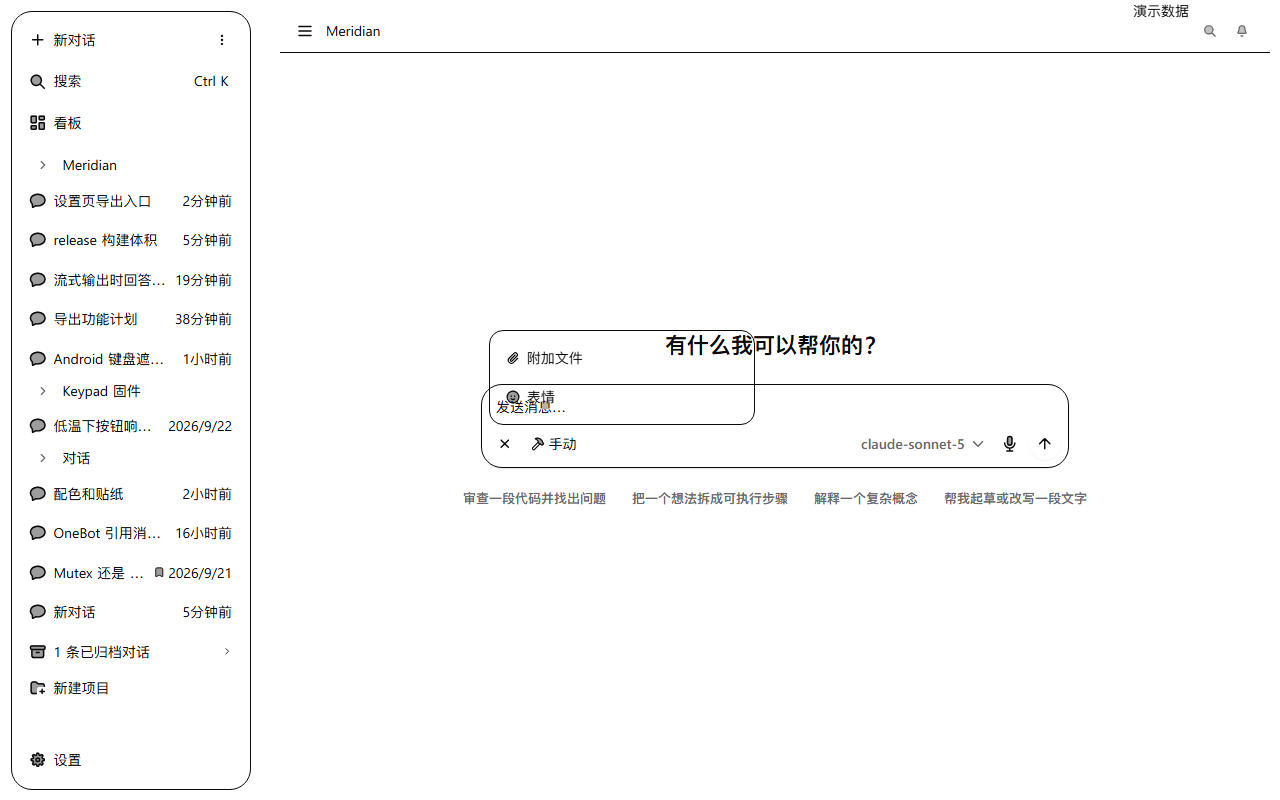 新对话
搜索 Ctrl K
看板
Meridian
设置页导出入口 2分钟前
release 构建体积 5分钟前
流式输出时回答… 19分钟前
导出功能计划 38分钟前
Android 键盘遮… 1小时前
Keypad 固件
低温下按钮响… 2026/9/22
对话
配色和贴纸 2小时前
OneBot 引用消… 16小时前
Mutex 还是 … 2026/9/21
新对话 5分钟前
1 条已归档对话
新建项目
设置
演示数据
Meridian
有什么我可以帮你的？
附加文件
表情
发送消息…
手动 claude-sonnet-5
审查一段代码并找出问题 把一个想法拆成可执行步骤 解释一个复杂概念 帮我起草或改写一段文字